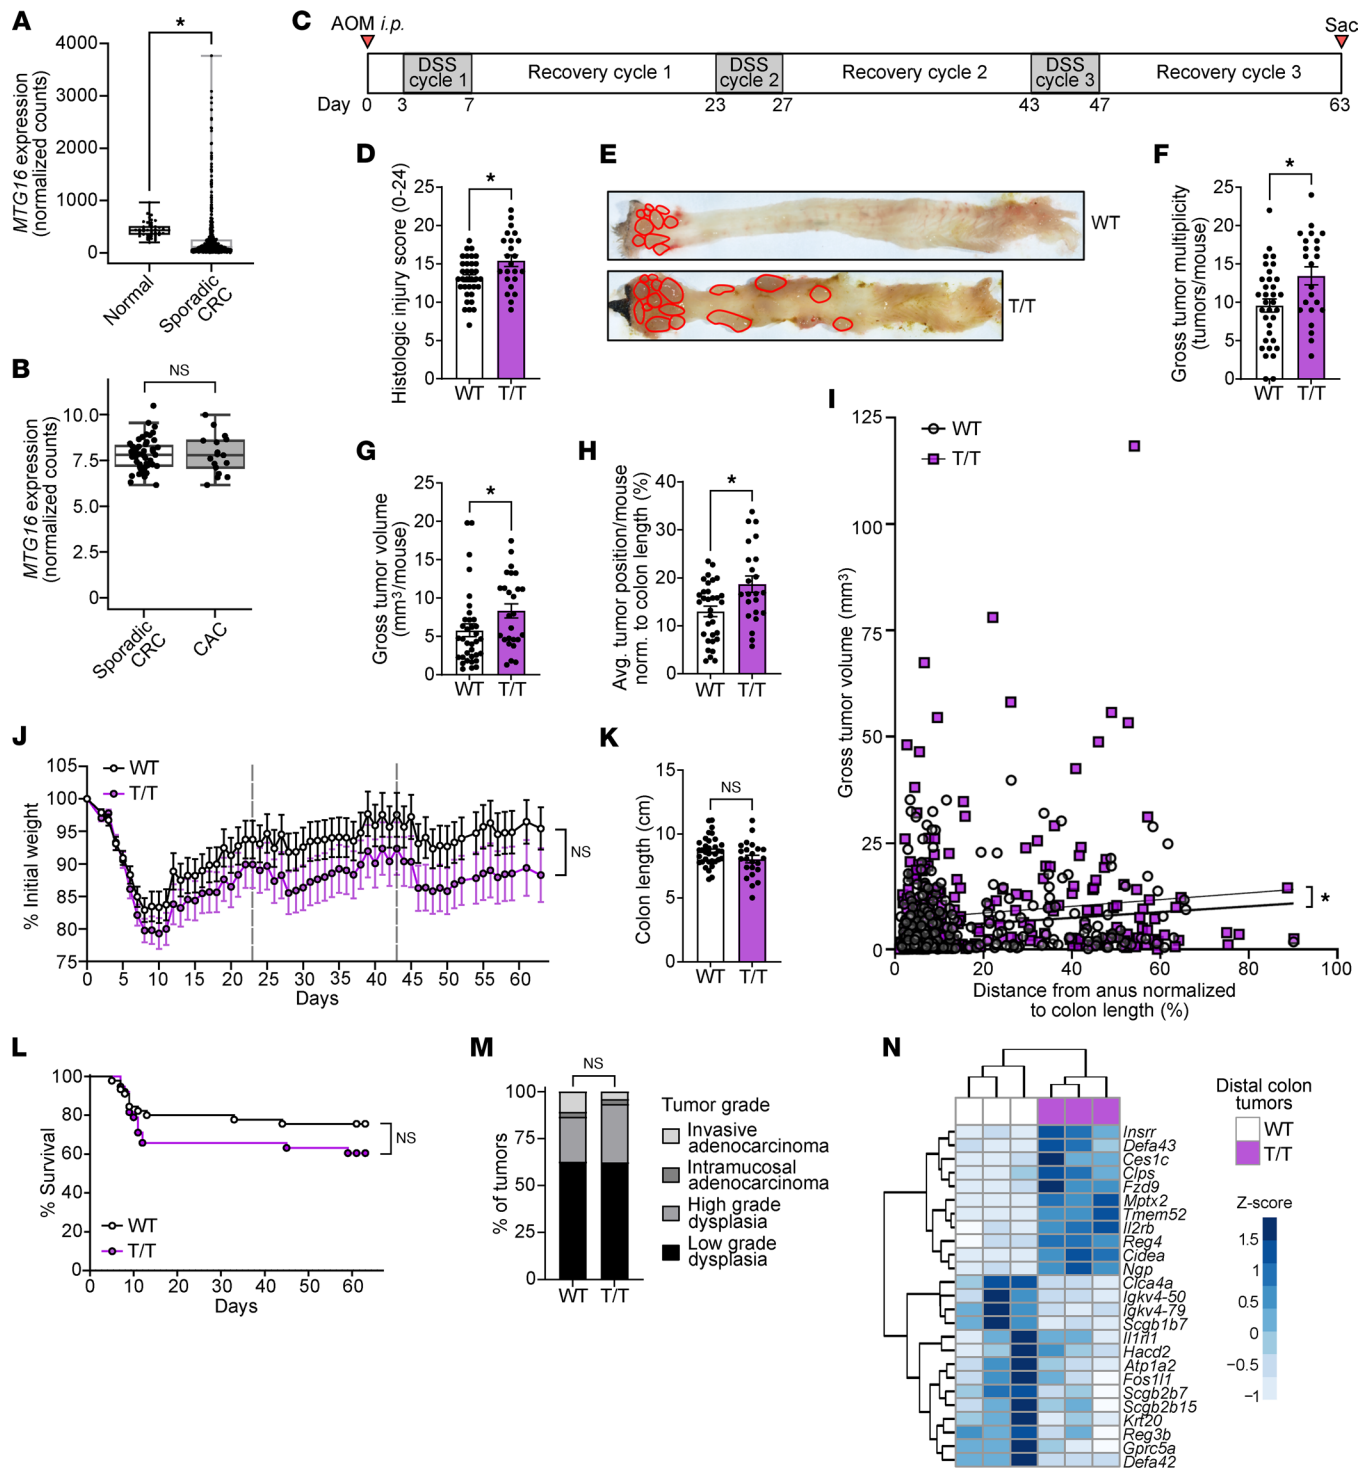 A
*
MTG16 expression
(normalized counts)
4000
3000
2000
1000
0
Normal
Sporadic
CRC
B
NS
MTG16 expression
(normalized counts)
10.0
7.5
5.0
2.5
0
Sporadic
CRC
CAC
C
AOM i.p.
Sac
DSS
cycle 1
Recovery cycle 1
DSS
cycle 2
Recovery cycle 2
DSS
cycle 3
Recovery cycle 3
Day 0 3 7 23 27 43 47 63
D
*
Histologic injury score (0-24)
25
20
15
10
5
0
WT T/T
E
WT
T/T
F
*
Gross tumor multiplicity
(tumors/mouse)
25
20
15
10
5
0
WT T/T
G
*
Gross tumor volume
(mm3/mouse)
25
20
15
10
5
0
WT T/T
H
*
Avg. tumor position/mouse
norm. to colon length (%)
40
30
20
10
0
WT T/T
I
WT
T/T
Gross tumor volume (mm3)
125
100
75
50
25
0
*
0 20 40 60 80 100
Distance from anus normalized
to colon length (%)
J
WT
T/T
% Initial weight
105
100
95
90
85
80
75
NS
0 5 10 15 20 25 30 35 40 45 50 55 60
Days
K
NS
Colon length (cm)
15
10
5
0
WT T/T
L
% Survival
100
80
60
40
20
0
NS
WT
T/T
0 10 20 30 40 50 60
Days
M
NS
% of tumors
100
75
50
25
0
WT T/T
Tumor grade
Invasive
adenocarcinoma
Intramucosal
adenocarcinoma
High grade
dysplasia
Low grade
dysplasia
N
Distal colon
tumors
WT
T/T
Z-score
1.5
1
0.5
0
−0.5
−1
Insrr
Defa43
Ces1c
Clps
Fzd9
Mptx2
Tmem52
Il2rb
Reg4
Cidea
Ngp
Clca4a
Igkv4-50
Igkv4-79
Scgb1b7
Il1rl1
Hacd2
Atp1a2
Fosl1
Scgb2b7
Scgb2b15
Krt20
Reg3b
Gprc5a
Defa42